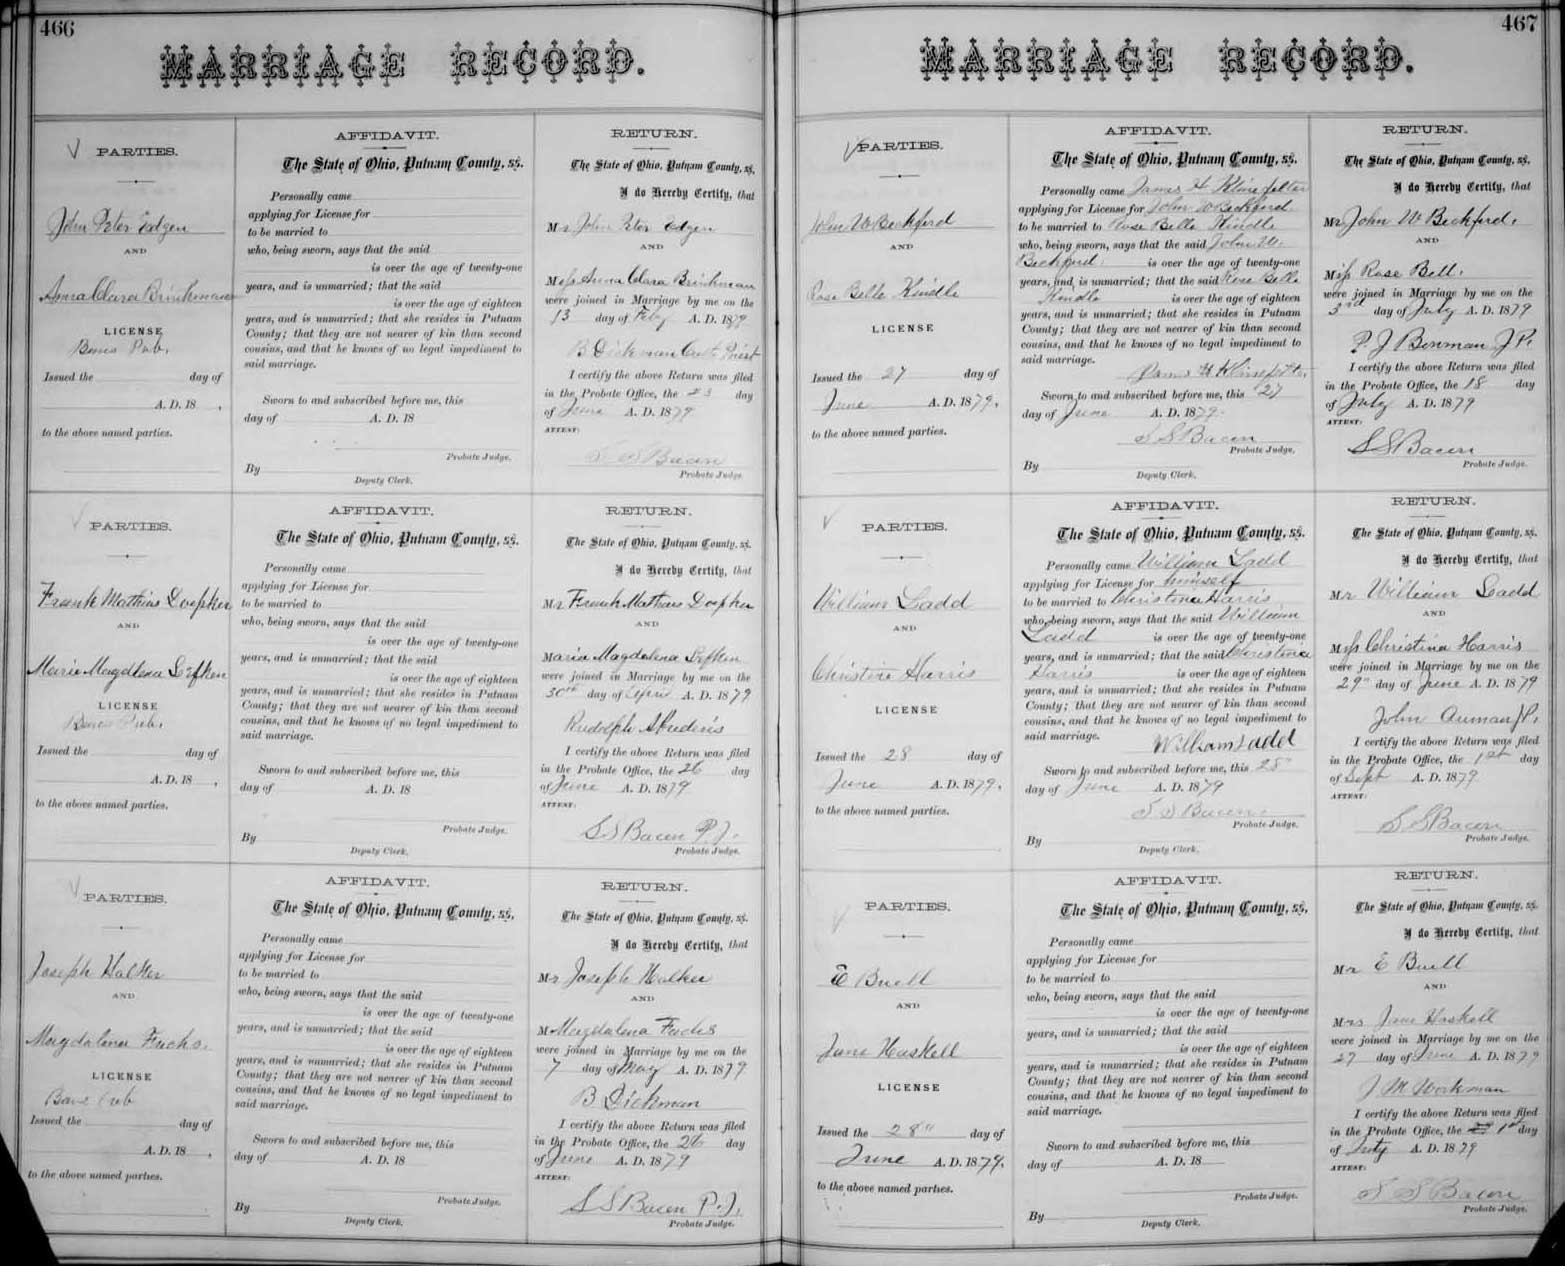 466
MARRIAGE RECORD.
PARTIES.
John Peter Edgen
AND
Anna Clara Brinkmann
LICENSE
Banns Pub.
Issued the day of
A. D. 18 ,
to the above named parties.
AFFIDAVIT.
The State of Ohio, Putnam County, ss.
Personally came
applying for License for
to be married to
who, being sworn, says that the said
is over the age of twenty-one
years, and is unmarried; that the said
is over the age of eighteen
years, and is unmarried; that she resides in Putnam
County; that they are not nearer of kin than second
cousins, and that he knows of no legal impediment to
said marriage.
Sworn to and subscribed before me, this
day of A. D. 18
Probate Judge.
By
Deputy Clerk.
RETURN.
The State of Ohio, Putnam County, ss.
I do Hereby Certify, that
Mr John Peter Edgen
AND
Miss Anna Clara Brinkman
were joined in Marriage by me on the
13 day of Feby A. D. 1879
B Dickman Cath Priest
I certify the above Return was filed
in the Probate Office, the 23 day
of June A. D. 1879
ATTEST:
S S Bacon
Probate Judge.
PARTIES.
Frank Mathias Doepker
AND
Maria Magdlena
LICENSE
Banns Pub.
Issued the day of
A. D. 18 ,
to the above named parties.
AFFIDAVIT.
The State of Ohio, Putnam County, ss.
Personally came
applying for License for
to be married to
who, being sworn, says that the said
is over the age of twenty-one
years, and is unmarried; that the said
is over the age of eighteen
years, and is unmarried; that she resides in Putnam
County; that they are not nearer of kin than second
cousins, and that he knows of no legal impediment to
said marriage.
Sworn to and subscribed before me, this
day of A. D. 18
Probate Judge.
By
Deputy Clerk.
RETURN.
The State of Ohio, Putnam County, ss.
I do Hereby Certify, that
Mr Frank Mathias Doepker
AND
Maria Magdalena
were joined in Marriage by me on the
30th day of April A. D. 1879
Rudolph
I certify the above Return was filed
in the Probate Office, the 26 day
of June A. D. 1879
ATTEST:
S S Bacon P. J.
Probate Judge.
PARTIES.
Joseph Halker
AND
Magdalena Fuchs.
LICENSE
Bans Pub
Issued the day of
A. D. 18 ,
to the above named parties.
AFFIDAVIT.
The State of Ohio, Putnam County, ss.
Personally came
applying for License for
to be married to
who, being sworn, says that the said
is over the age of twenty-one
years, and is unmarried; that the said
is over the age of eighteen
years, and is unmarried; that she resides in Putnam
County; that they are not nearer of kin than second
cousins, and that he knows of no legal impediment to
said marriage.
Sworn to and subscribed before me, this
day of A. D. 18
Probate Judge.
By
Deputy Clerk.
RETURN.
The State of Ohio, Putnam County, ss.
I do Hereby Certify, that
Mr Joseph Halker
AND
M Magdalena Fuchs
were joined in Marriage by me on the
7 day of May A. D. 1879
B Dickman
I certify the above Return was filed
in the Probate Office, the 26 day
of June A. D. 1879
ATTEST:
S S Bacon P. J.
Probate Judge.
467
MARRIAGE RECORD.
PARTIES.
John W Beckford
AND
Rose Belle Kindle
LICENSE
Issued the 27 day of
June A. D. 1879,
to the above named parties.
AFFIDAVIT.
The State of Ohio, Putnam County, ss.
Personally came James H Klinefelter
applying for License for John W Beckford.
to be married to Rose Belle Kindle
who, being sworn, says that the said John W.
Beckford. is over the age of twenty-one
years, and is unmarried; that the said Rose Belle
Kindle is over the age of eighteen
years, and is unmarried; that she resides in Putnam
County; that they are not nearer of kin than second
cousins, and that he knows of no legal impediment to
said marriage.
James H Klinefelter
Sworn to and subscribed before me, this 27
day of June A. D. 1879.
S S Bacon
Probate Judge.
By
Deputy Clerk.
RETURN.
The State of Ohio, Putnam County, ss.
I do Hereby Certify, that
Mr John W Beckford.
AND
Miss Rose Bell.
were joined in Marriage by me on the
3rd day of July A. D. 1879
P. J J P.
I certify the above Return was filed
in the Probate Office, the 18 day
of July A. D. 1879
ATTEST:
S S Bacon
Probate Judge.
PARTIES.
William Ladd
AND
Christine Harris
LICENSE
Issued the 28 day of
June A. D. 1879,
to the above named parties.
AFFIDAVIT.
The State of Ohio, Putnam County, ss.
Personally came William Ladd
applying for License for himself
to be married to Christina Harris
who, being sworn, says that the said William
Ladd is over the age of twenty-one
years, and is unmarried; that the said Christina
Harris is over the age of eighteen
years, and is unmarried; that she resides in Putnam
County; that they are not nearer of kin than second
cousins, and that he knows of no legal impediment to
said marriage.
William Ladd
Sworn to and subscribed before me, this 28"
day of June A. D. 1879
S S Bacon
Probate Judge.
By
Deputy Clerk.
RETURN.
The State of Ohio, Putnam County, ss.
I do Hereby Certify, that
Mr William Ladd
AND
Miss Christina Harris
were joined in Marriage by me on the
29" day of June A. D. 1879
John Auman J P.
I certify the above Return was filed
in the Probate Office, the 1st day
of Sept A. D. 1879
ATTEST:
S S Bacon
Probate Judge.
PARTIES.
E Buell
AND
Jane Haskell
LICENSE
Issued the 28" day of
June A. D. 1879,
to the above named parties.
AFFIDAVIT.
The State of Ohio, Putnam County, ss.
Personally came
applying for License for
to be married to
who, being sworn, says that the said
is over the age of twenty-one
years, and is unmarried; that the said
is over the age of eighteen
years, and is unmarried; that she resides in Putnam
County; that they are not nearer of kin than second
cousins, and that he knows of no legal impediment to
said marriage.
Sworn to and subscribed before me, this
day of A. D. 18
Probate Judge.
By
Deputy Clerk.
RETURN.
The State of Ohio, Putnam County, ss.
I do Hereby Certify, that
Mr E Buell
AND
Mrs Jane Haskell
were joined in Marriage by me on the
27 day of June A. D. 1879
J M Workman
I certify the above Return was filed
in the Probate Office, the 1st day
of July A. D. 1879
ATTEST:
S S Bacon
Probate Judge.